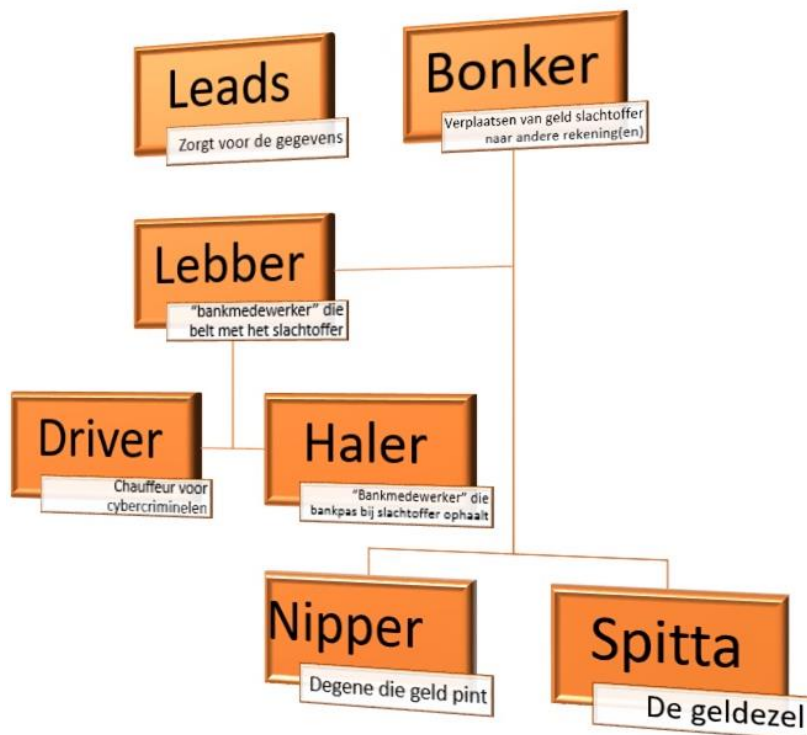 Leads
Zorgt voor de gegevens
Bonker
Verplaatsen van geld slachtoffer
naar andere rekening(en)
Lebber
"bankmedewerker" die
belt met het slachtoffer
Driver
Chauffeur voor
cybercriminelen
Haler
"Bankmedewerker" die
bankpas bij slachtoffer ophaalt
Nipper
Degene die geld pint
Spitta
De geldezel